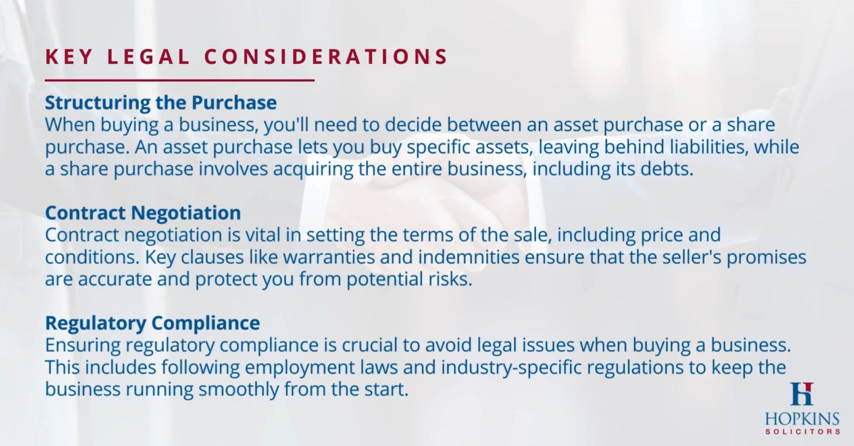 KEY LEGAL CONSIDERATIONS
Structuring the Purchase
When buying a business, you'll need to decide between an asset purchase or a share
purchase. An asset purchase lets you buy specific assets, leaving behind liabilities, while
a share purchase involves acquiring the entire business, including its debts.
Contract Negotiation
Contract negotiation is vital in setting the terms of the sale, including price and
conditions. Key clauses like warranties and indemnities ensure that the seller's promises
are accurate and protect you from potential risks.
Regulatory Compliance
Ensuring regulatory compliance is crucial to avoid legal issues when buying a business.
This includes following employment laws and industry-specific regulations to keep the
business running smoothly from the start.
H
HOPKINS
SOLICITORS